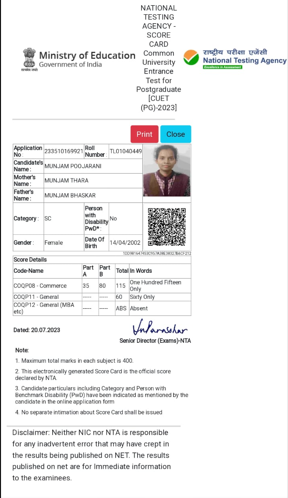 NATIONAL
TESTING
AGENCY -
SCORE
CARD
Common
University
Entrance
Test for
Postgraduate
[CUET
(PG)-2023]
Ministry of Education
Government of India
राष्ट्रीय परीक्षा एजेंसी
National Testing Agency
Print Close
Application No : 233510169921 Roll Number TL01040449
Candidate's Name : MUNJAM POOJARANI
Mother's Name : MUNJAM THARA
Father's Name : MUNJAM BHASKAR
Category : SC Person with Disability PwD* : No
Gender : Female Date Of Birth 14/04/2002
Score Details
Code-Name Part A Part B Total In Words
COQP08 - Commerce 35 80 115 One Hundred Fifteen Only
COQP11 - General ---- ---- 60 Sixty Only
COQP12 - General (MBA etc) ---- ---- ABS Absent
Dated: 20.07.2023
Senior Director (Exams)-NTA
Note:
1. Maximum total marks in each subject is 400.
2. This electronically generated Score Card is the official score
declared by NTA.
3. Candidate particulars including Category and Person with
Benchmark Disability (PwD) have been indicated as mentioned by the
candidate in the online application form
4. No separate intimation about Score Card shall be issued
Disclaimer: Neither NIC nor NTA is responsible
for any inadvertent error that may have crept in
the results being published on NET. The results
published on net are for Immediate information
to the examinees.